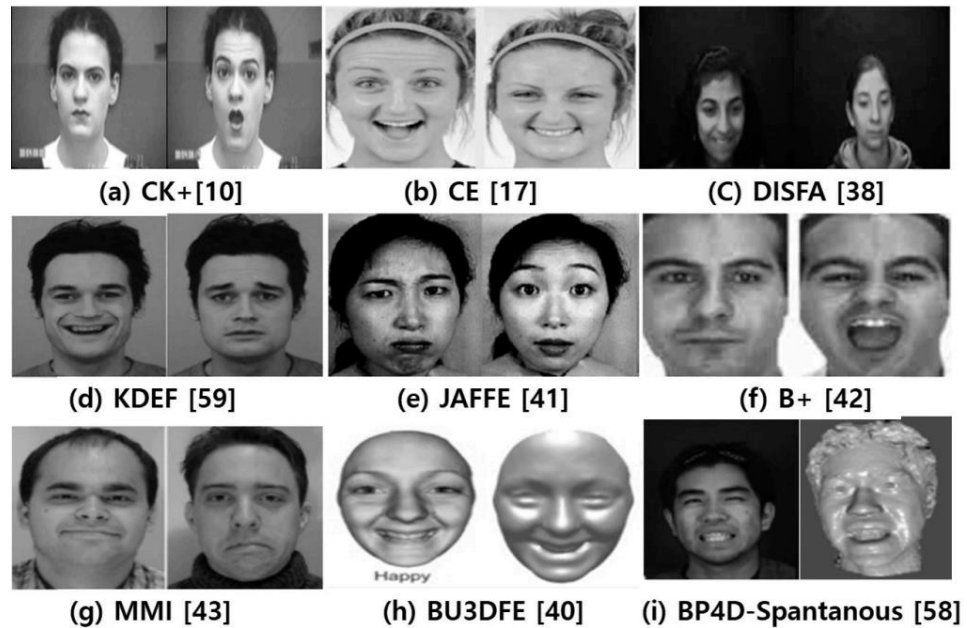 (a) CK+[10]
(b) CE [17]
(C) DISFA [38]
(d) KDEF [59]
(e) JAFFE [41]
(f) B+ [42]
(g) MMI [43]
Happy
(h) BU3DFE [40]
(i) BP4D-Spantanous [58]